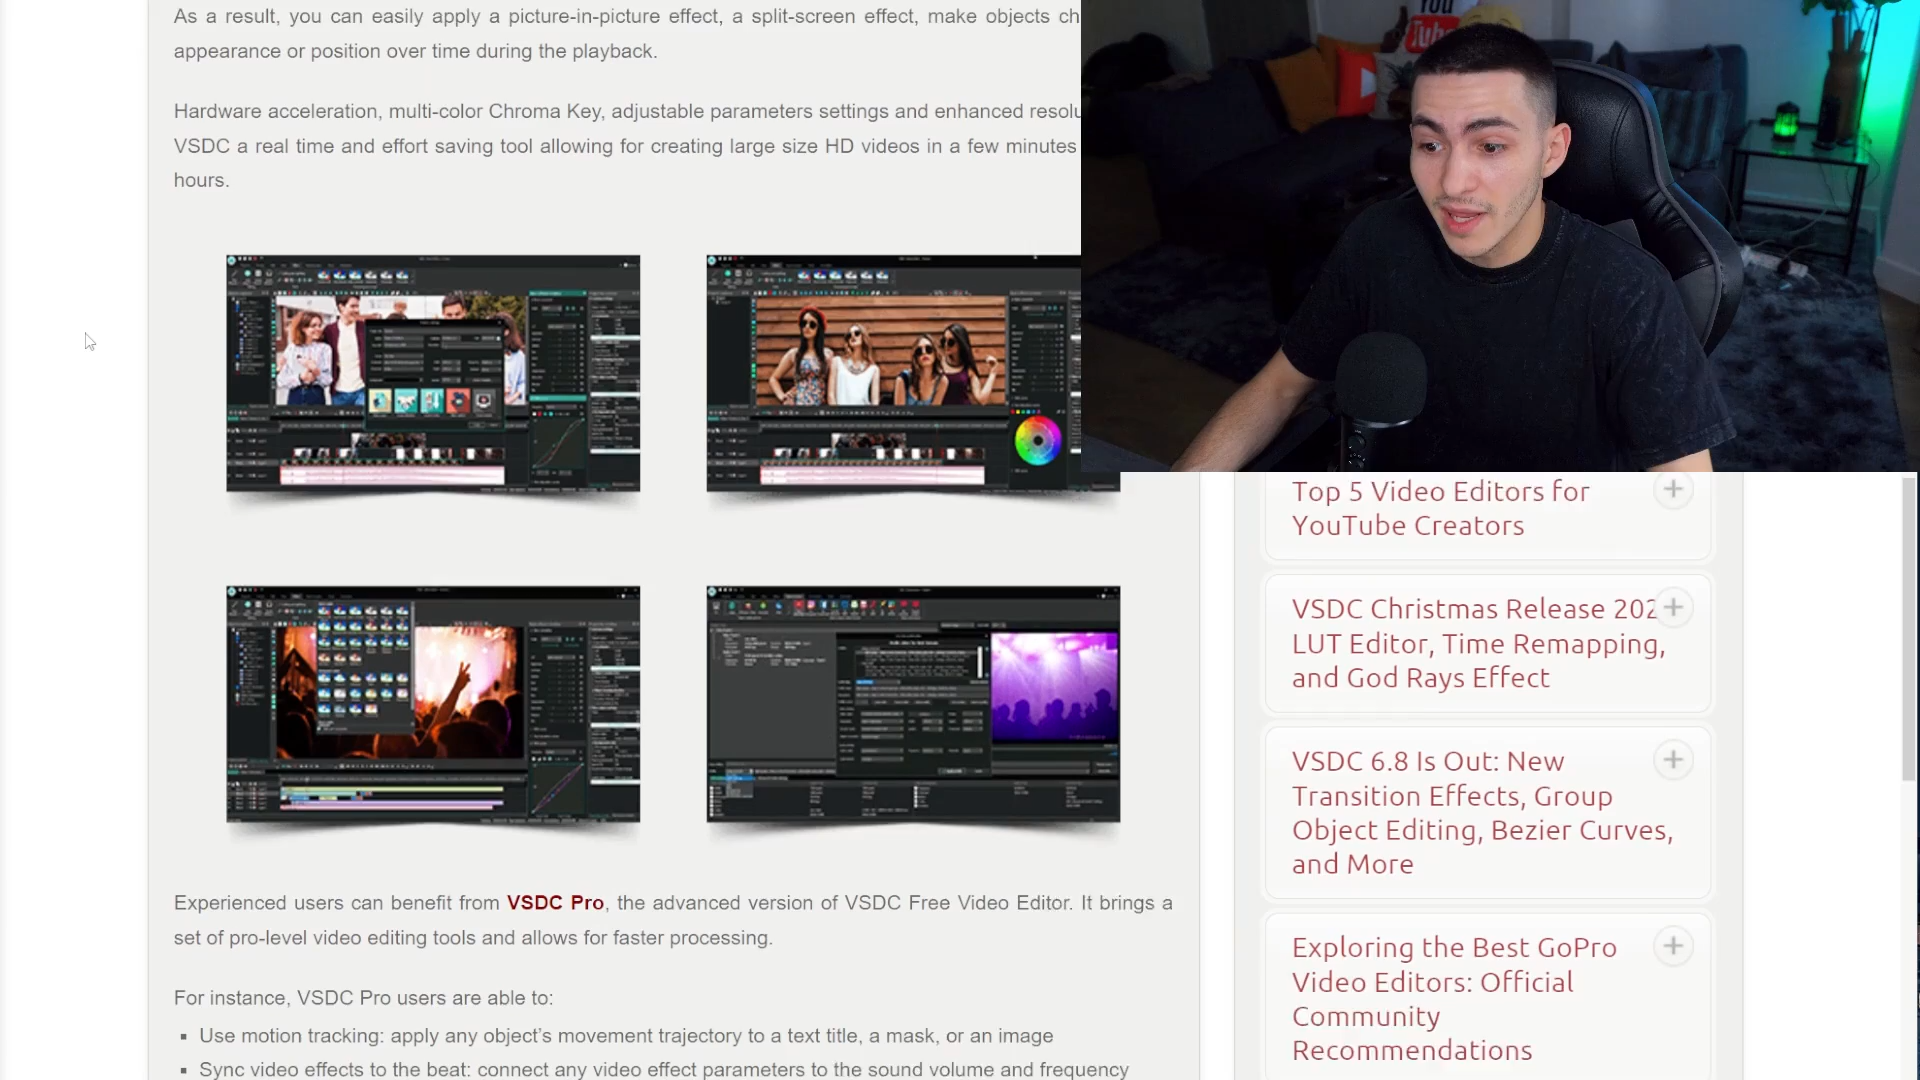 As a result, you can easily apply a picture-in-picture effect, a split-screen effect, make objects ch
appearance or position over time during the playback.
Hardware acceleration, multi-color Chroma Key, adjustable parameters settings and enhanced resolu
VSDC a real time and effort saving tool allowing for creating large size HD videos in a few minutes
hours.
Experienced users can benefit from VSDC Pro, the advanced version of VSDC Free Video Editor. It brings a
set of pro-level video editing tools and allows for faster processing.
For instance, VSDC Pro users are able to:
▪ Use motion tracking: apply any object’s movement trajectory to a text title, a mask, or an image
▪ Sync video effects to the beat: connect any video effect parameters to the sound volume and frequency
You
Tube
Top 5 Video Editors for
YouTube Creators
VSDC Christmas Release 202
LUT Editor, Time Remapping,
and God Rays Effect
VSDC 6.8 Is Out: New
Transition Effects, Group
Object Editing, Bezier Curves,
and More
Exploring the Best GoPro
Video Editors: Official
Community
Recommendations